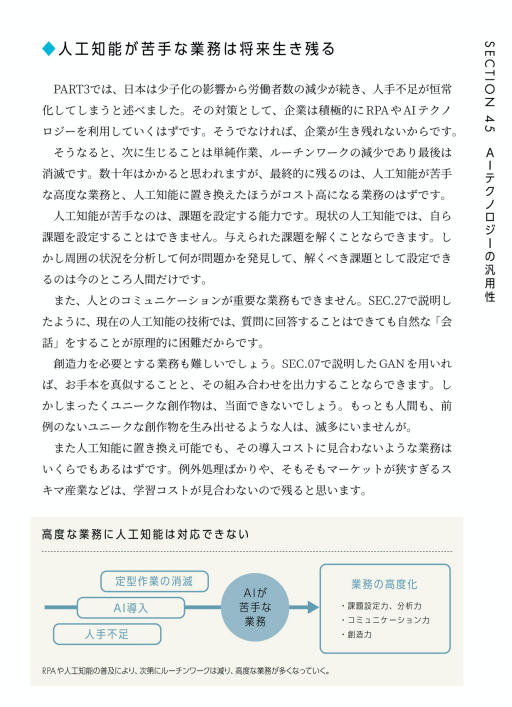 ◆人工知能が苦手な業務は将来生き残る
PART3では、日本は少子化の影響から労働者数の減少が続き、人手不足が恒常
化してしまうと述べました。その対策として、企業は積極的にRPAやAIテクノ
ロジーを利用していくはずです。そうでなければ、企業が生き残れないからです。
そうなると、次に生じることは単純作業、ルーチンワークの減少であり最後は
消滅です。数十年はかかると思われますが、最終的に残るのは、人工知能が苦手
な高度な業務と、人工知能に置き換えたほうがコスト高になる業務のはずです。
人工知能が苦手なのは、課題を設定する能力です。現状の人工知能では、自ら
課題を設定することはできません。与えられた課題を解くことならできます。し
かし周囲の状況を分析して何が問題かを発見して、解くべき課題として設定でき
るのは今のところ人間だけです。
また、人とのコミュニケーションが重要な業務もできません。SEC.27で説明し
たように、現在の人工知能の技術では、質問に回答することはできても自然な「会
話」をすることが原理的に困難だからです。
創造力を必要とする業務も難しいでしょう。SEC.07で説明したGANを用いれ
ば、お手本を真似することと、その組み合わせを出力することならできます。し
かしまったくユニークな創作物は、当面できないでしょう。もっとも人間も、前
例のないユニークな創作物を生み出せるような人は、滅多にいませんが。
また人工知能に置き換え可能でも、その導入コストに見合わないような業務は
いくらでもあるはずです。例外処理ばかりや、そもそもマーケットが狭すぎるス
キマ産業などは、学習コストが見合わないので残ると思います。
SECTION 45 AIテクノロジーの汎用性
高度な業務に人工知能は対応できない
定型作業の消滅
AI導入
人手不足
AIが
苦手な
業務
業務の高度化
・課題設定力、分析力
・コミュニケーション力
・創造力
RPAや人工知能の普及により、次第にルーチンワークは減り、高度な業務が多くなっていく。